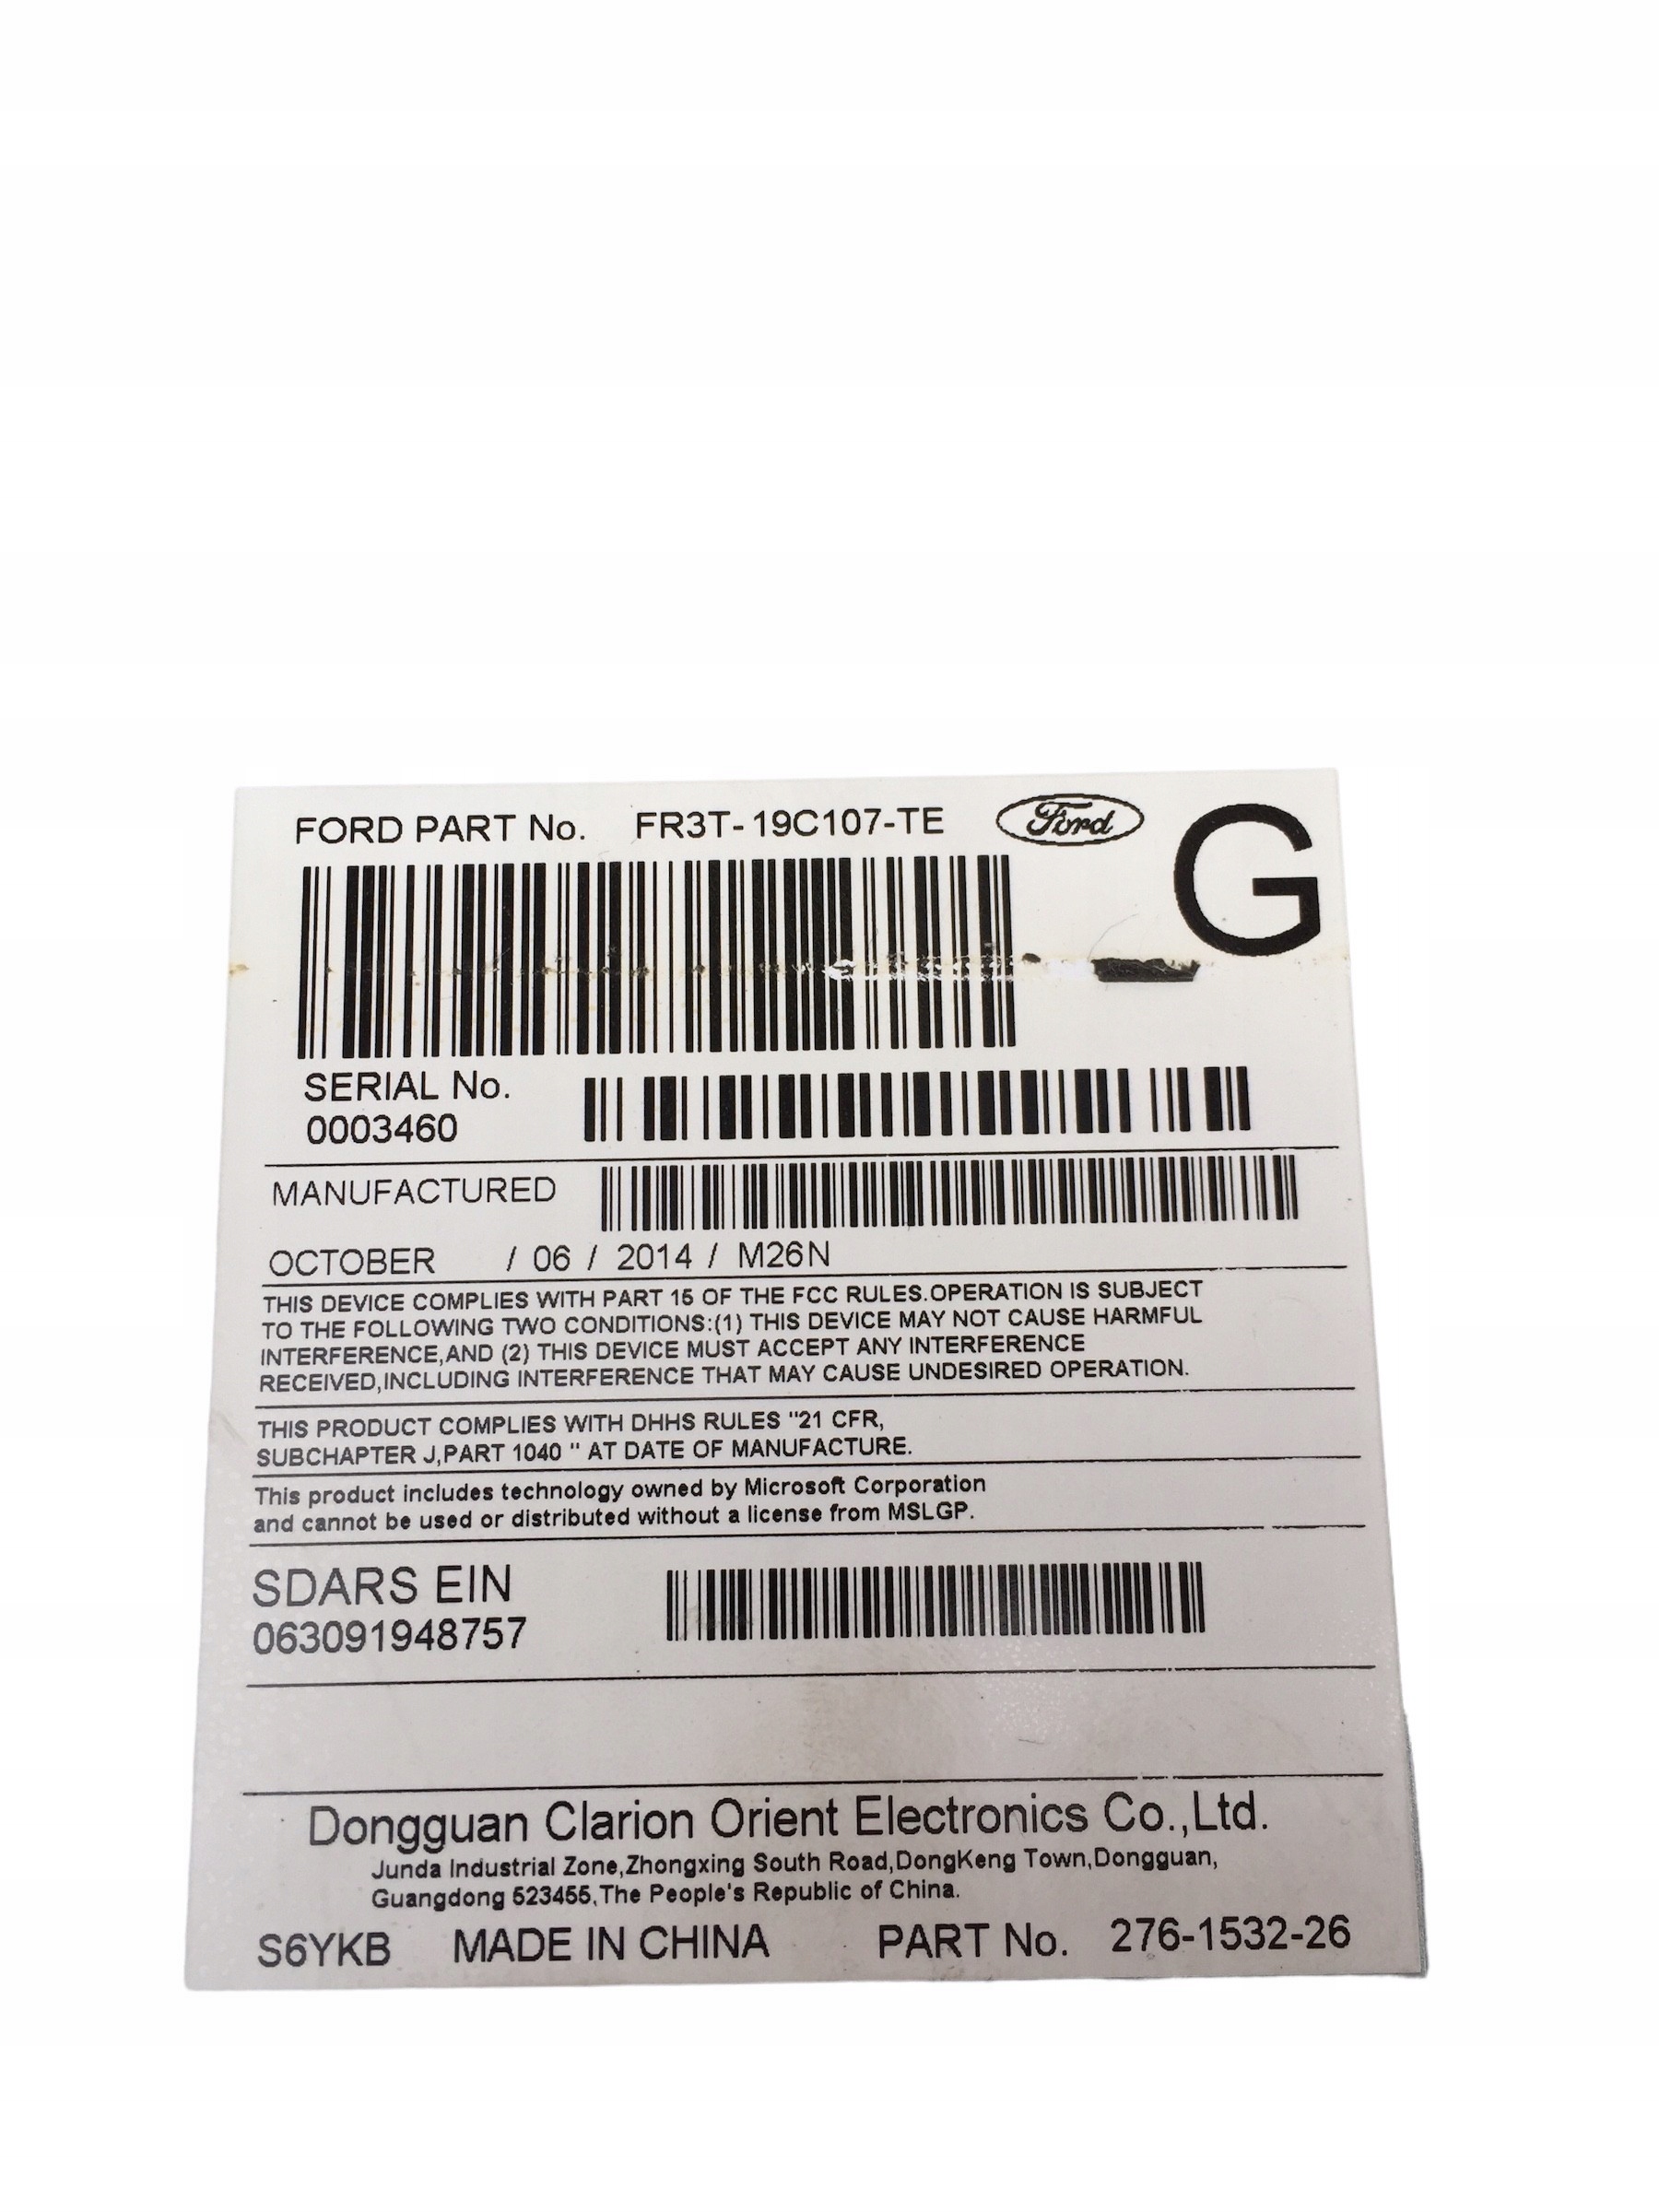 FORD PART No. FR3T-19C107-TE Ford G
SERIAL No.
0003460
MANUFACTURED
OCTOBER / 06 / 2014 / M26N
THIS DEVICE COMPLIES WITH PART 15 OF THE FCC RULES.OPERATION IS SUBJECT
TO THE FOLLOWING TWO CONDITIONS:(1) THIS DEVICE MAY NOT CAUSE HARMFUL
INTERFERENCE,AND (2) THIS DEVICE MUST ACCEPT ANY INTERFERENCE
RECEIVED,INCLUDING INTERFERENCE THAT MAY CAUSE UNDESIRED OPERATION.
THIS PRODUCT COMPLIES WITH DHHS RULES "21 CFR,
SUBCHAPTER J,PART 1040 " AT DATE OF MANUFACTURE.
This product includes technology owned by Microsoft Corporation
and cannot be used or distributed without a license from MSLGP.
SDARS EIN
063091948757
Dongguan Clarion Orient Electronics Co.,Ltd.
Junda Industrial Zone,Zhongxing South Road,DongKeng Town,Dongguan,
Guangdong 523455,The People's Republic of China.
S6YKB MADE IN CHINA PART No. 276-1532-26